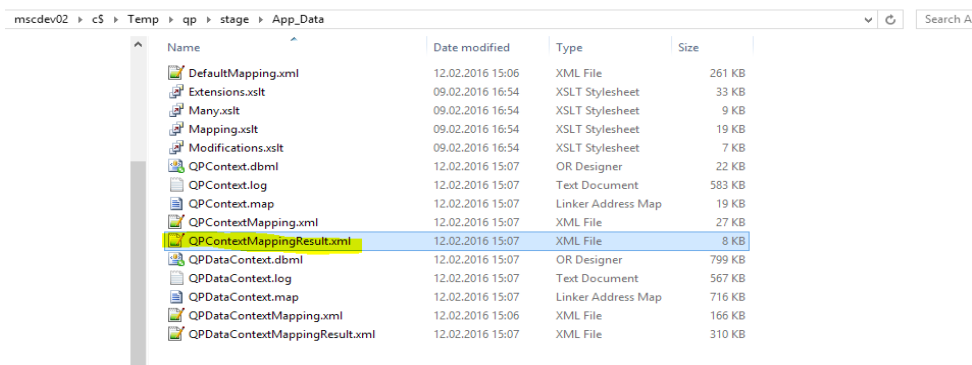 mscdev02 ▸ c$ ▸ Temp ▸ qp ▸ stage ▸ App_Data Search A
Name Date modified Type Size
DefaultMapping.xml 12.02.2016 15:06 XML File 261 KB
Extensions.xslt 09.02.2016 16:54 XSLT Stylesheet 33 KB
Many.xslt 09.02.2016 16:54 XSLT Stylesheet 9 KB
Mapping.xslt 09.02.2016 16:54 XSLT Stylesheet 19 KB
Modifications.xslt 09.02.2016 16:54 XSLT Stylesheet 7 KB
QPContext.dbml 12.02.2016 15:07 OR Designer 22 KB
QPContext.log 12.02.2016 15:07 Text Document 583 KB
QPContext.map 12.02.2016 15:07 Linker Address Map 19 KB
QPContextMapping.xml 12.02.2016 15:07 XML File 27 KB
QPContextMappingResult.xml 12.02.2016 15:07 XML File 8 KB
QPDataContext.dbml 12.02.2016 15:07 OR Designer 799 KB
QPDataContext.log 12.02.2016 15:07 Text Document 567 KB
QPDataContext.map 12.02.2016 15:07 Linker Address Map 716 KB
QPDataContextMapping.xml 12.02.2016 15:06 XML File 166 KB
QPDataContextMappingResult.xml 12.02.2016 15:07 XML File 310 KB